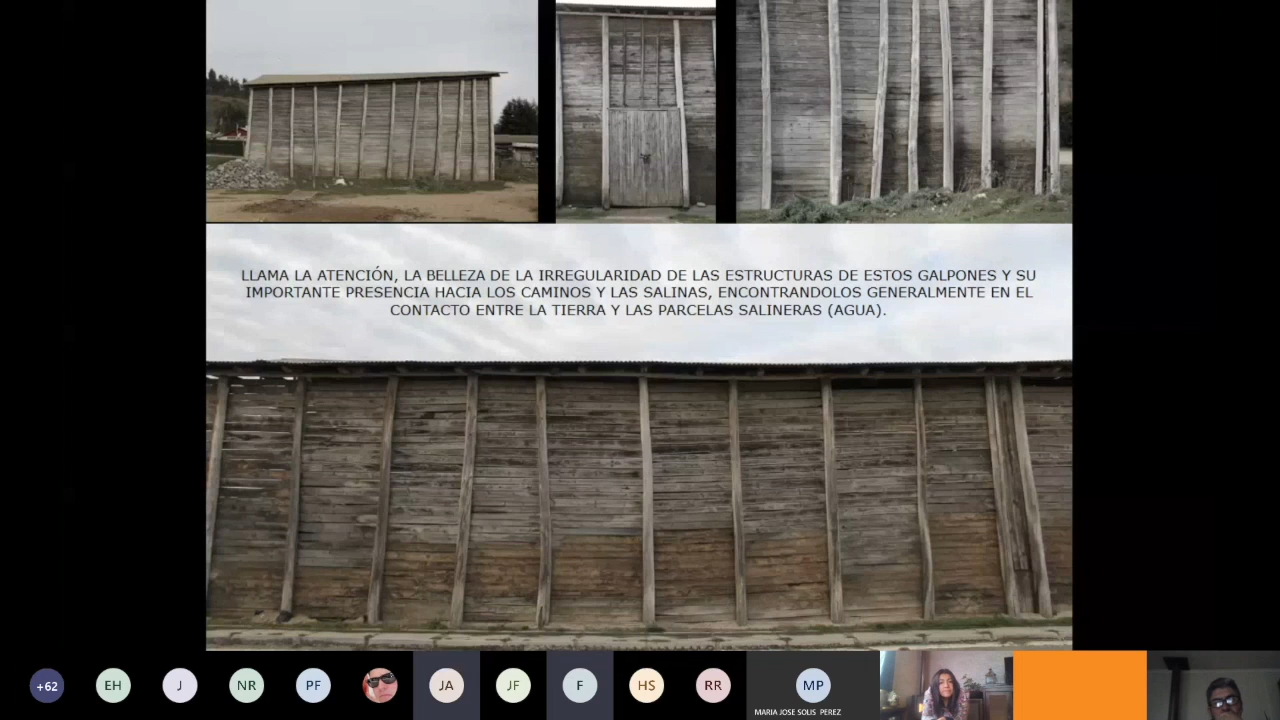 LLAMA LA ATENCIÓN, LA BELLEZA DE LA IRREGULARIDAD DE LAS ESTRUCTURAS DE ESTOS GALPONES Y SU
IMPORTANTE PRESENCIA HACIA LOS CAMINOS Y LAS SALINAS, ENCONTRANDOLOS GENERALMENTE EN EL
CONTACTO ENTRE LA TIERRA Y LAS PARCELAS SALINERAS (AGUA).
+62 EH J NR PF JA JF F HS RR MP
MARIA JOSE SOLIS PEREZ